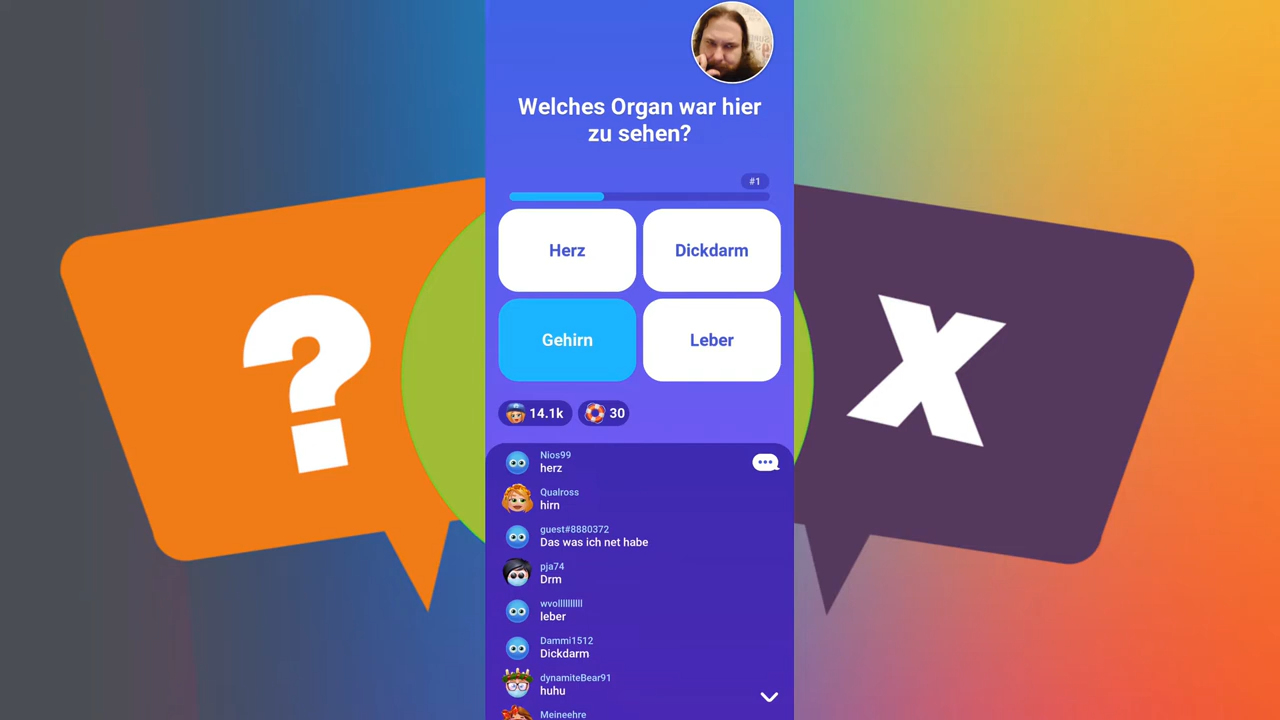 Welches Organ war hier
zu sehen?
#1
Herz
Dickdarm
Gehirn
Leber
14.1k
30
?
X
Nios99
herz
Qualross
hirn
guest#8880372
Das was ich net habe
pja74
Drm
wvolllllllll
leber
Dammi1512
Dickdarm
dynamiteBear91
huhu
Meineehre